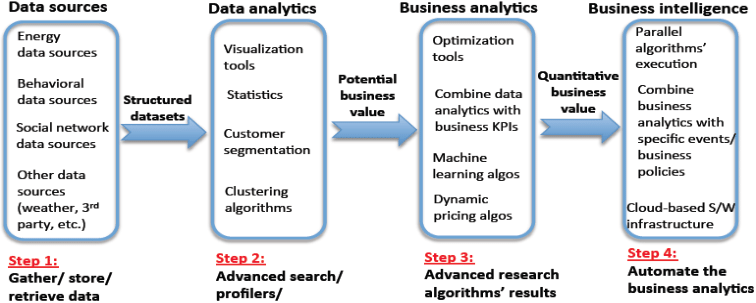 Data sources
Energy
data sources
Behavioral
data sources
Social network
data sources
Other data
sources
(weather, 3rd
party, etc.)
Step 1:
Gather/ store/
retrieve data
Structured
datasets
Data analytics
Visualization
tools
Statistics
Customer
segmentation
Clustering
algorithms
Step 2:
Advanced search/
profilers/
Potential
business
value
Business analytics
Optimization
tools
Combine data
analytics with
business KPIs
Machine
learning algos
Dynamic
pricing algos
Step 3:
Advanced research
algorithms’ results
Quantitative
business
value
Business intelligence
Parallel
algorithms’
execution
Combine
business
analytics with
specific events/
business
policies
Cloud-based S/W
infrastructure
Step 4:
Automate the
business analytics